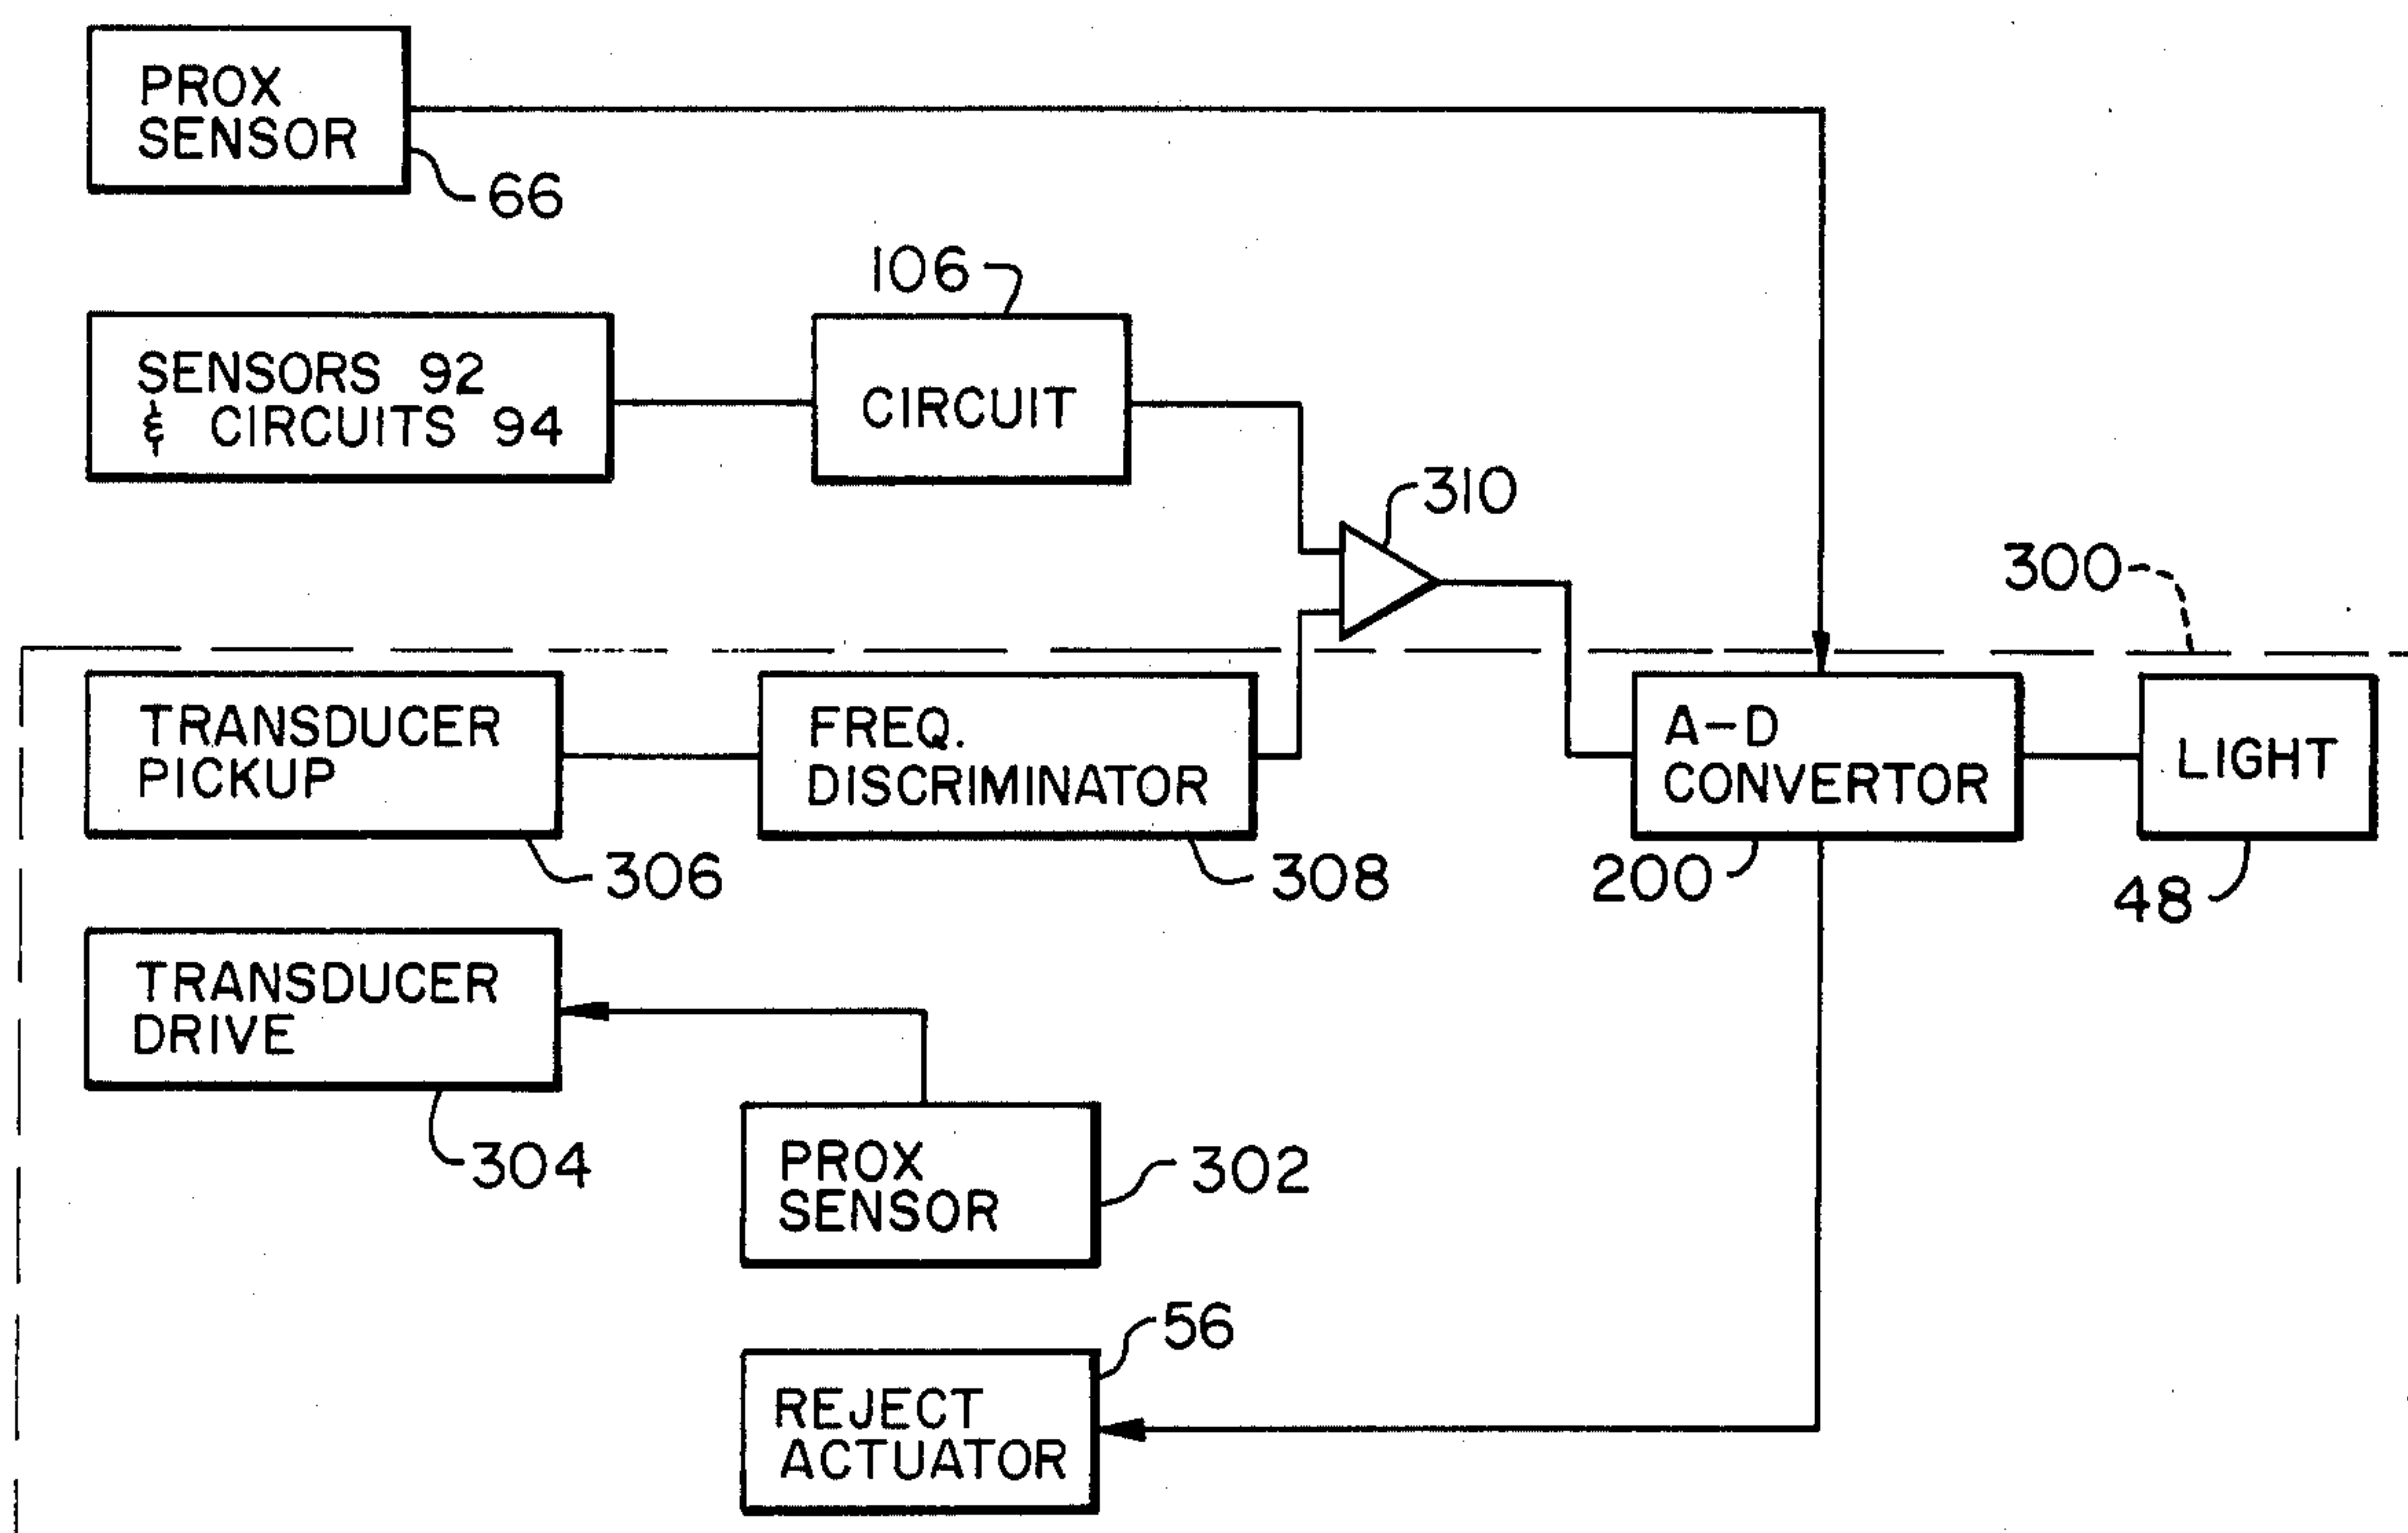 PROX
SENSOR
66
106
SENSORS 92
& CIRCUITS 94
CIRCUIT
310
300
TRANSDUCER
PICKUP
306
FREQ.
DISCRIMINATOR
308
A-D
CONVERTOR
200
LIGHT
48
TRANSDUCER
DRIVE
304
PROX
SENSOR
302
56
REJECT
ACTUATOR